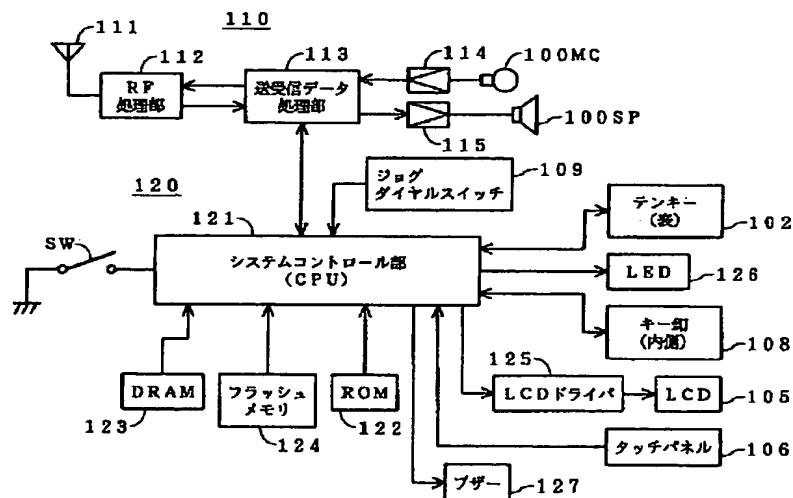 111
110
112
113
114
100MC
RF
処理部
送受信データ
処理部
115
100SP
120
ジョグ
ダイヤルスイッチ
109
121
SW
システムコントロール部
(CPU)
テンキー
(表)
102
LED
126
キー釦
(内側)
108
DRAM
123
フラッシュ
メモリ
124
ROM
122
125
LCDドライバ
LCD
105
タッチパネル
106
ブザー
127